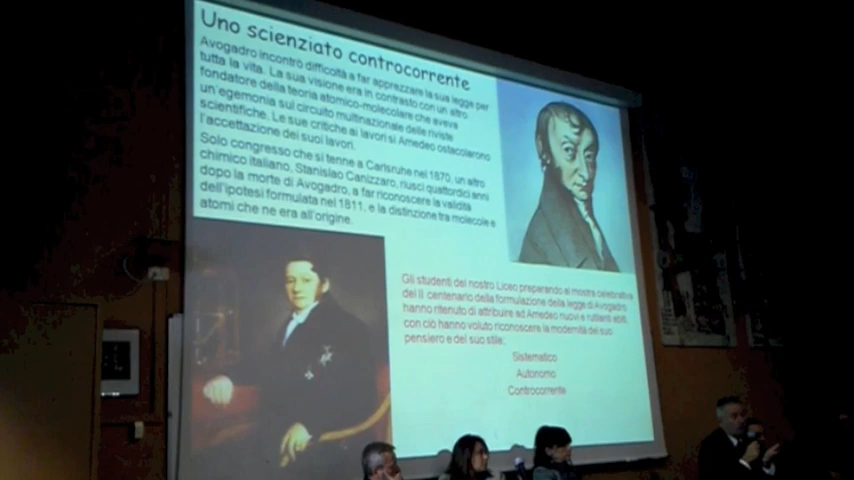 Uno scienziato controcorrente
Avogadro incontrò difficoltà a far apprezzare la sua legge per
tutta la vita. La sua visione era in contrasto con un altro
fondatore della teoria atomico-molecolare che aveva
un'egemonia sul circuito multinazionale delle riviste
scientifiche. Le sue critiche ai lavori si Amedeo ostacolarono
l'accettazione dei suoi lavori.
Solo congresso che si tenne a Carlsruhe nel 1870, un altro
chimico italiano, Stanislao Canizzaro, riuscì quattordici anni
dopo la morte di Avogadro, a far riconoscere la validità
dell'ipotesi formulata nel 1811. e la distinzione tra molecole e
atomi che ne era all'origine.
Gli studenti del nostro Liceo preparando al mostra celebrativa
del II centenario della formulazione della legge di Avogadro,
hanno ritenuto di attribuire ad Amedeo nuovi e rutilanti abiti,
con ciò hanno voluto riconoscere la modernità del suo
pensiero e del suo stile:
Sistematico
Autonomo
Controcorrente